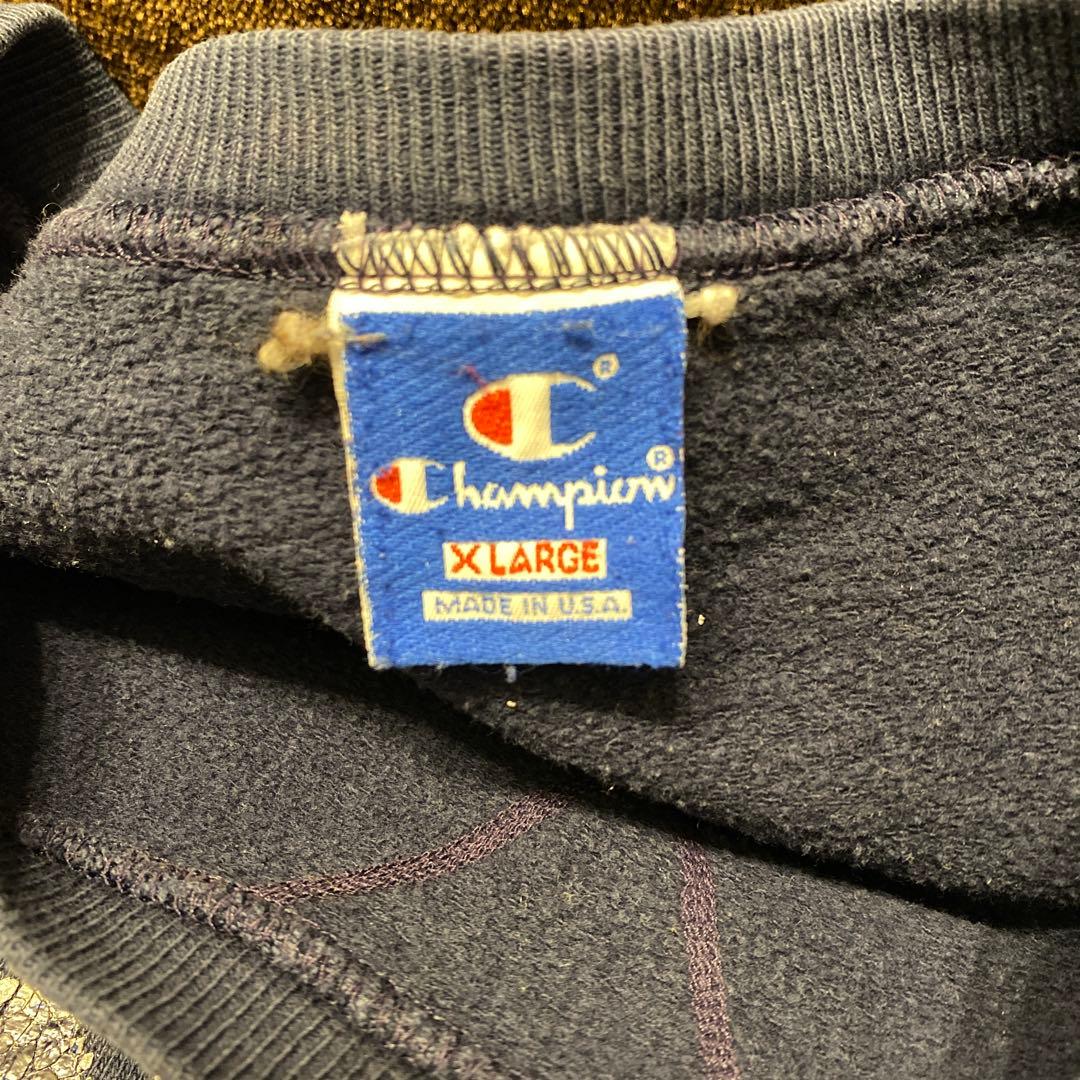 ®
Champion®
X LARGE
MADE IN U.S.A.